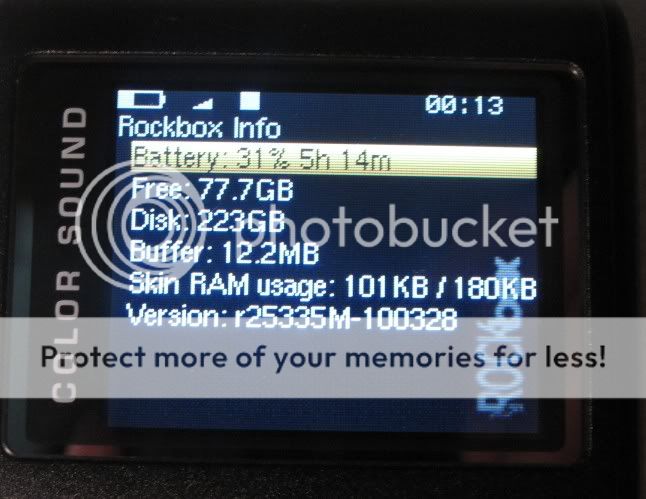 00:13
Rockbox Info
Battery: 31% 5h 14m
Free: 77.7GB
Disk: 223GB
photobucket
Buffer: 12.2MB
Skin RAM usage: 101KB / 180KB
Version: r25335M-100328
Protect more of your memories for less!
COLOR SOUND
ROCKbox